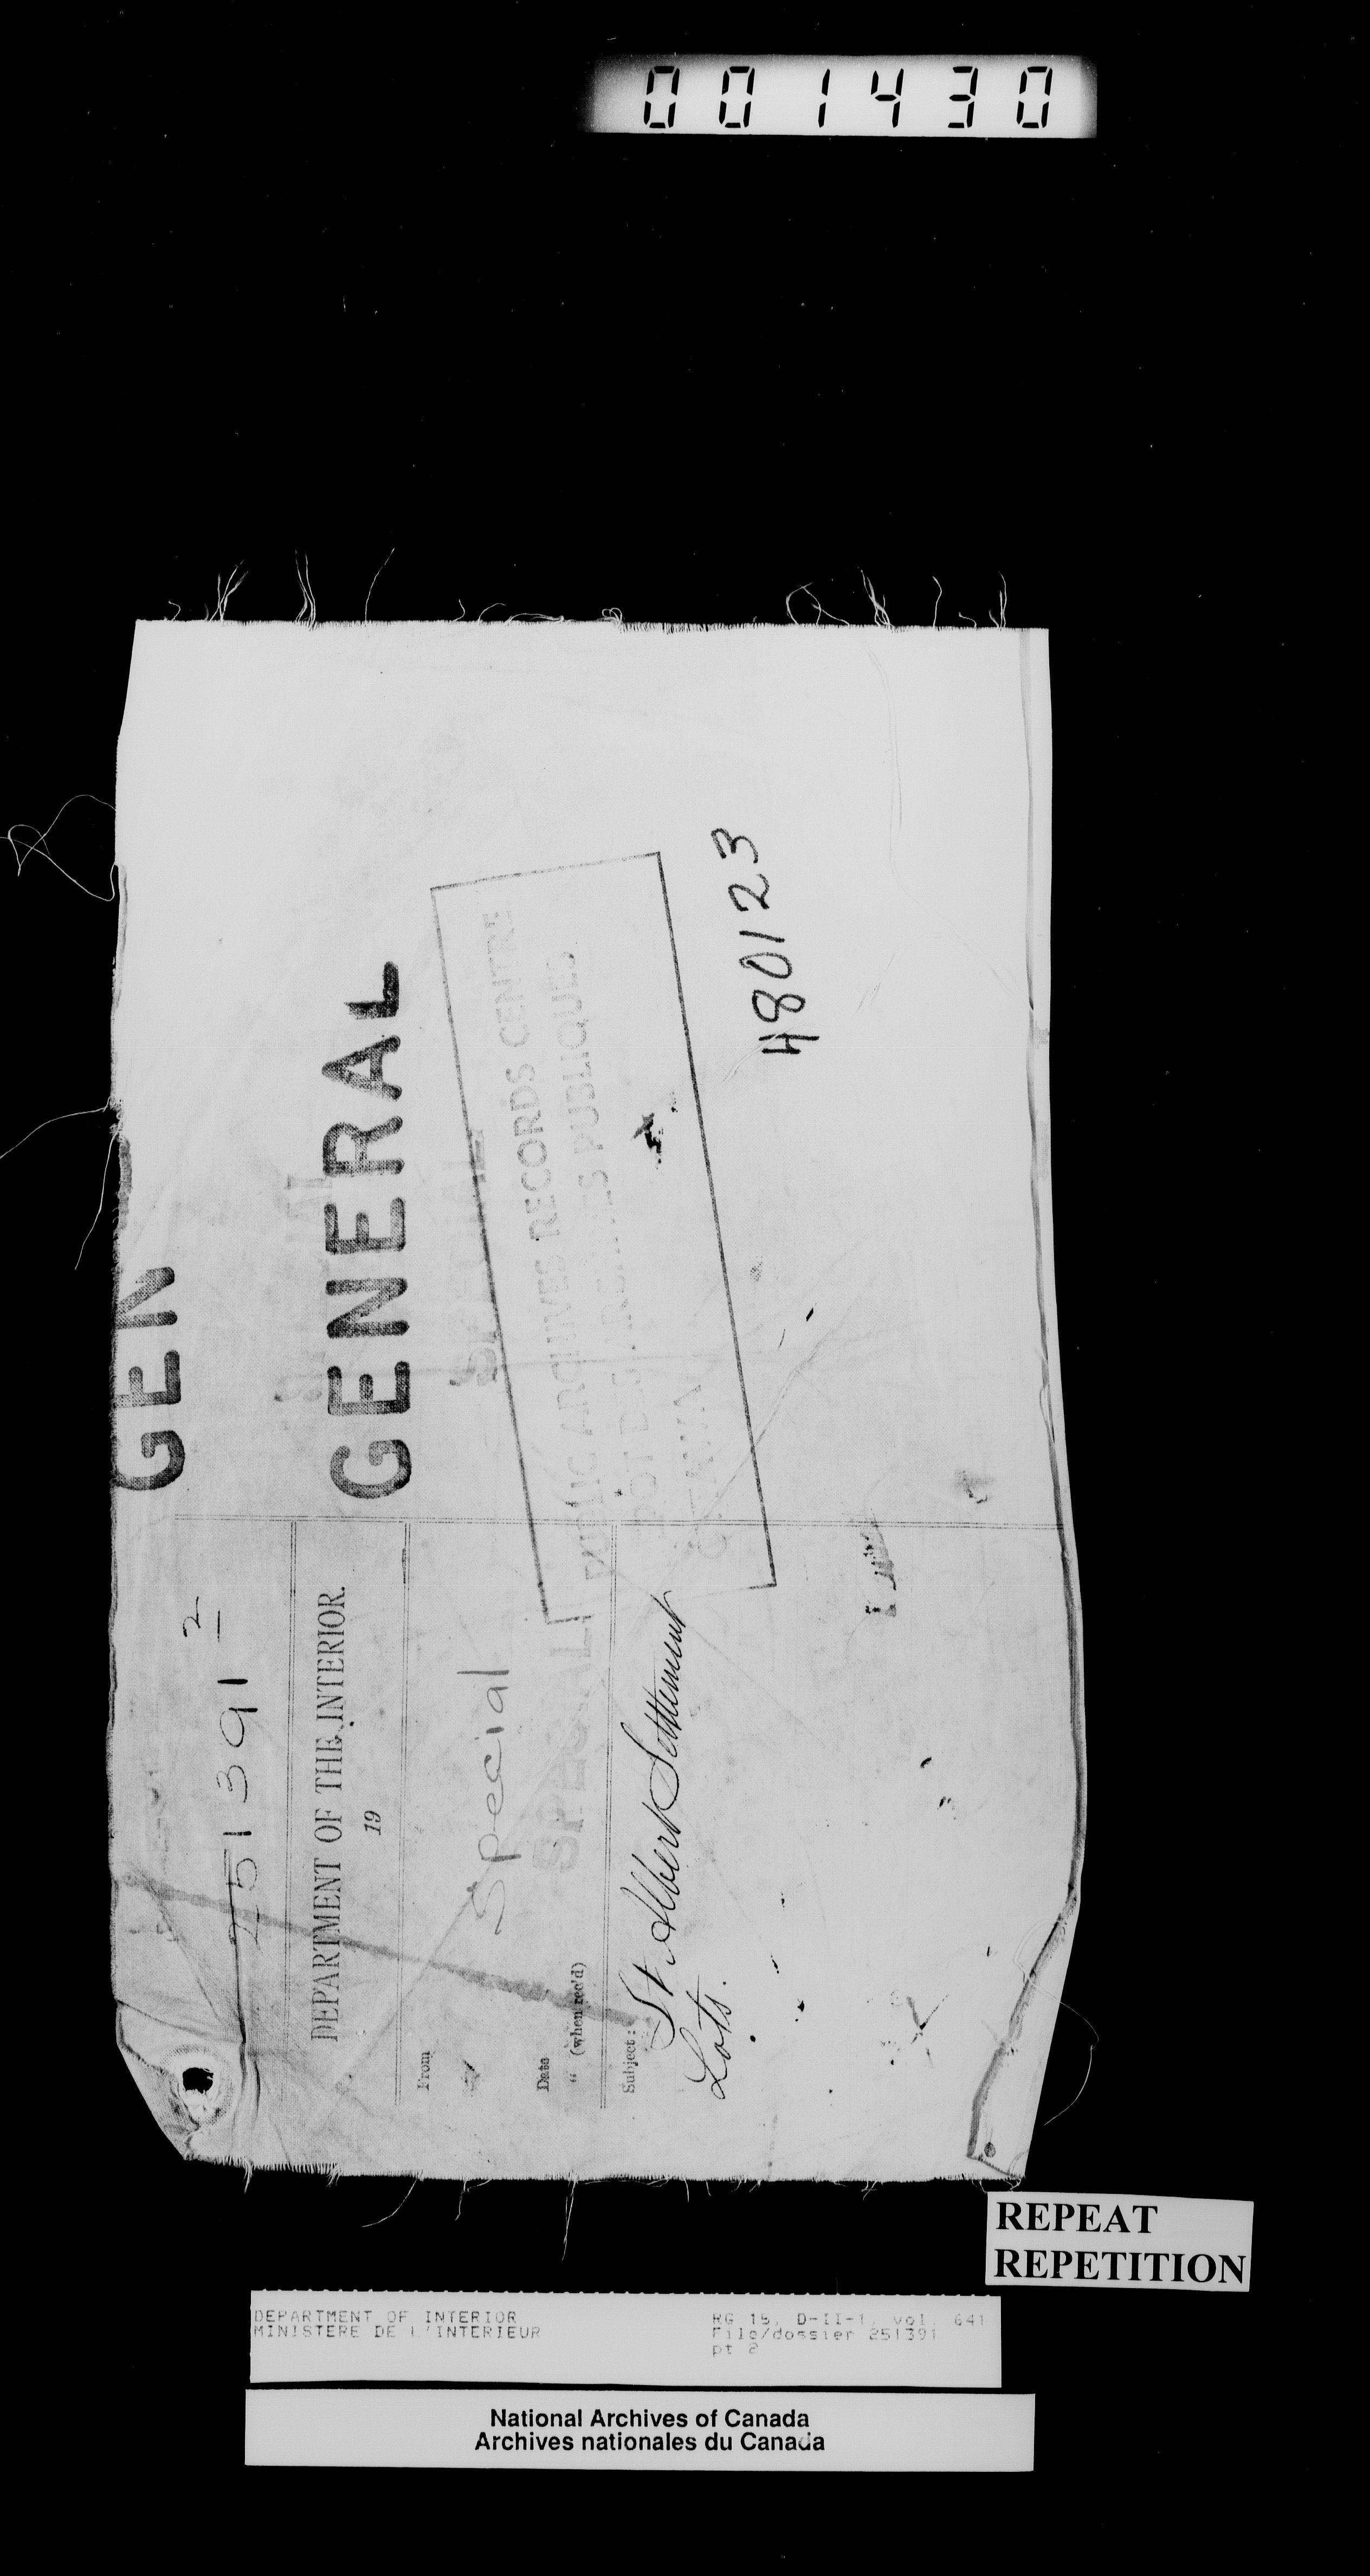 001430
GEN
GENERAL
PUBLIC ARCHIVES RECORDS CENTRE
ARCHIVES PUBLIQUES
OTTAWA
480123
251391 2
DEPARTMENT OF THE INTERIOR.
19
From
Special
SPECIAL
Date
" (when rec'd)
Subject:
St. Albert Settlement
Lots.
REPEAT
REPETITION
DEPARTMENT OF INTERIOR
MINISTERE DE L'INTERIEUR
RG 15, D-II-1, vol. 641
File/dossier 251391
pt 2
National Archives of Canada
Archives nationales du Canada